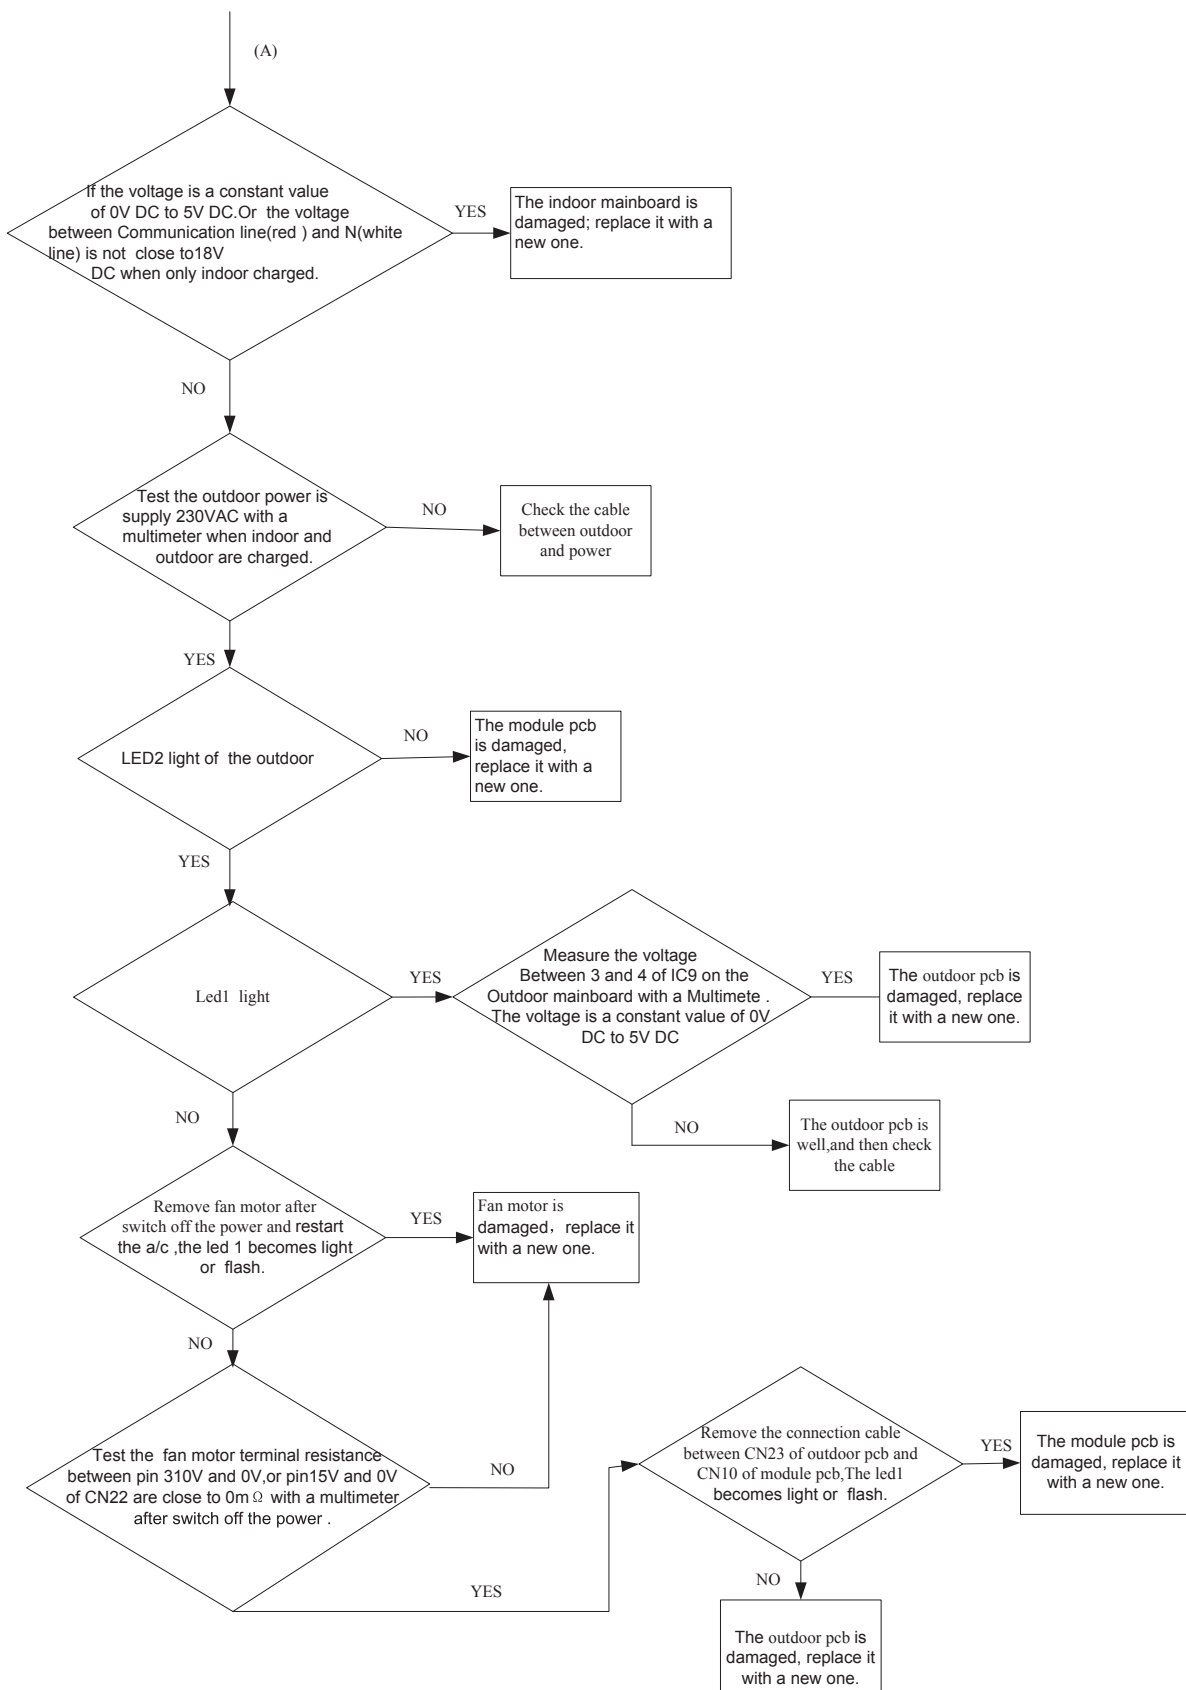 (A)
If the voltage is a constant value
of 0V DC to 5V DC.Or the voltage
between Communication line(red ) and N(white
line) is not close to18V
DC when only indoor charged.
YES
The indoor mainboard is
damaged; replace it with a
new one.
NO
Test the outdoor power is
supply 230VAC with a
multimeter when indoor and
outdoor are charged.
NO
Check the cable
between outdoor
and power
YES
LED2 light of the outdoor
NO
The module pcb
is damaged,
replace it with a
new one.
YES
Led1 light
YES
Measure the voltage
Between 3 and 4 of IC9 on the
Outdoor mainboard with a Multimete .
The voltage is a constant value of 0V
DC to 5V DC
YES
The outdoor pcb is
damaged, replace
it with a new one.
NO
The outdoor pcb is
well,and then check
the cable
NO
Remove fan motor after
switch off the power and restart
the a/c ,the led 1 becomes light
or flash.
YES
Fan motor is
damaged，replace it
with a new one.
NO
Test the fan motor terminal resistance
between pin 310V and 0V,or pin15V and 0V
of CN22 are close to 0mΩ with a multimeter
after switch off the power .
NO
YES
Remove the connection cable
between CN23 of outdoor pcb and
CN10 of module pcb,The led1
becomes light or flash.
YES
The module pcb is
damaged, replace it
with a new one.
NO
The outdoor pcb is
damaged, replace it
with a new one.